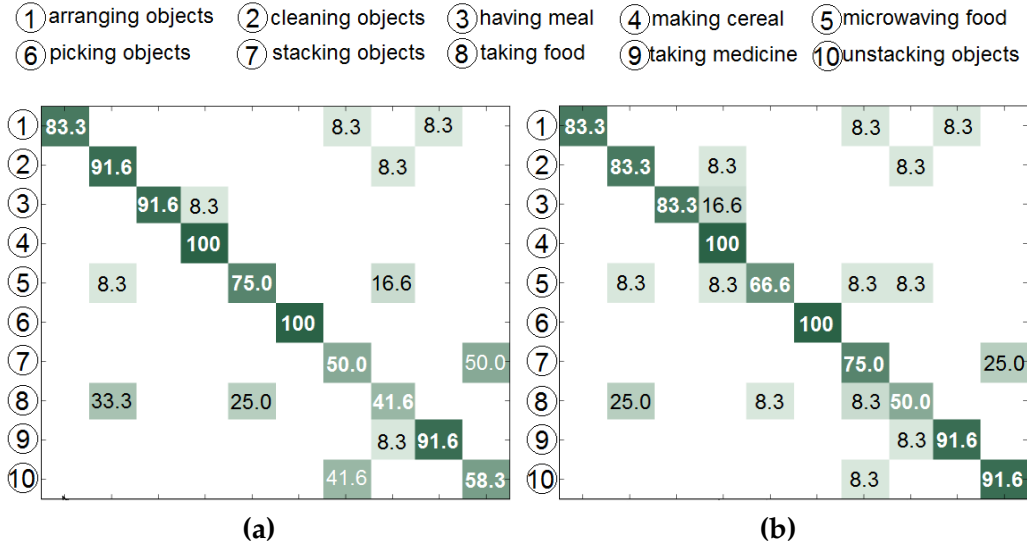 ① arranging objects ② cleaning objects ③ having meal ④ making cereal ⑤ microwaving food
⑥ picking objects ⑦ stacking objects ⑧ taking food ⑨ taking medicine ⑩ unstacking objects
① 83.3 8.3 8.3 ① 83.3 8.3 8.3
② 91.6 8.3 ② 83.3 8.3 8.3
③ 91.6 8.3 ③ 83.3 16.6
④ 100 ④ 100
⑤ 8.3 75.0 16.6 ⑤ 8.3 8.3 66.6 8.3 8.3
⑥ 100 ⑥ 100
⑦ 50.0 50.0 ⑦ 75.0 25.0
⑧ 33.3 25.0 41.6 ⑧ 25.0 8.3 8.3 50.0
⑨ 8.3 91.6 ⑨ 8.3 91.6
⑩ 41.6 58.3 ⑩ 8.3 91.6
(a) (b)